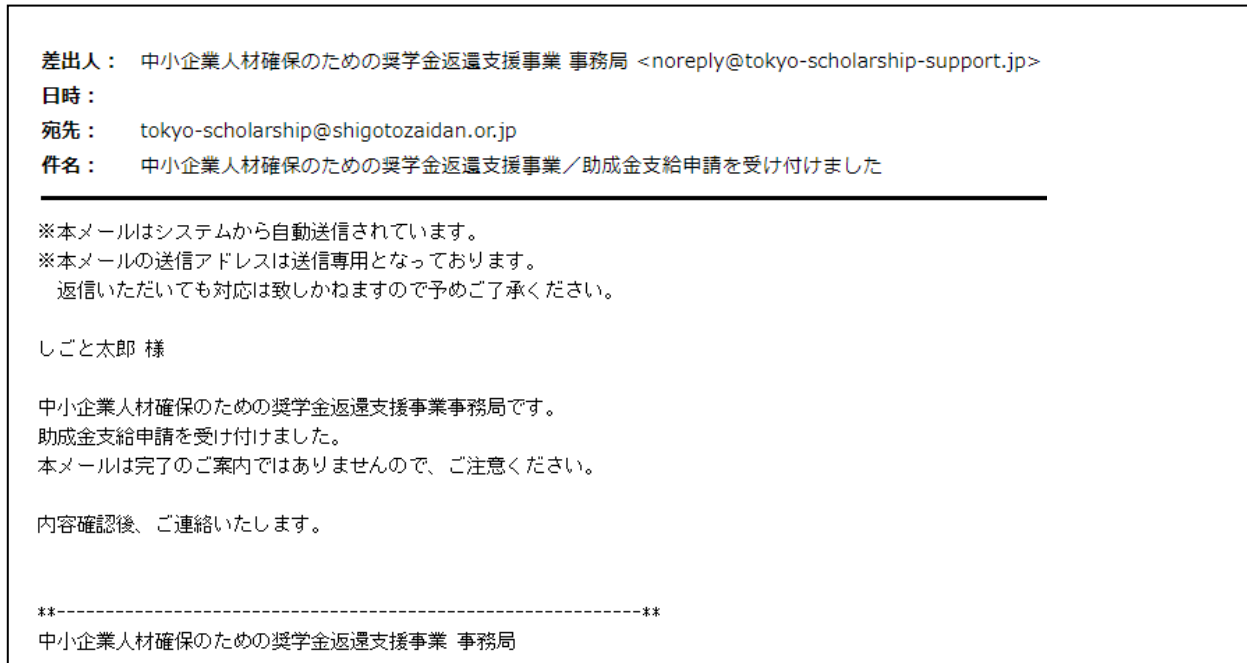 差出人： 中小企業人材確保のための奨学金返還支援事業 事務局 <noreply@tokyo-scholarship-support.jp>
日時：
宛先： tokyo-scholarship@shigotozaidan.or.jp
件名： 中小企業人材確保のための奨学金返還支援事業／助成金支給申請を受け付けました
※本メールはシステムから自動送信されています。
※本メールの送信アドレスは送信専用となっております。
　返信いただいても対応は致しかねますので予めご了承ください。
しごと太郎 様
中小企業人材確保のための奨学金返還支援事業事務局です。
助成金支給申請を受け付けました。
本メールは完了のご案内ではありませんので、ご注意ください。
内容確認後、ご連絡いたします。
**------------------------------------------------------------**
中小企業人材確保のための奨学金返還支援事業 事務局